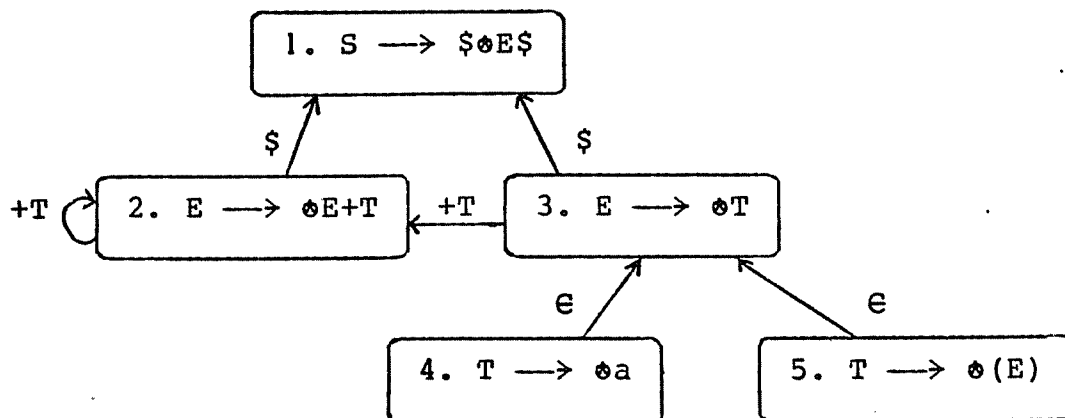 1. S ⟶ $⊛E$
$ $
+T 2. E ⟶ ⊛E+T +T 3. E ⟶ ⊛T
∈ ∈
4. T ⟶ ⊛a 5. T ⟶ ⊛(E)